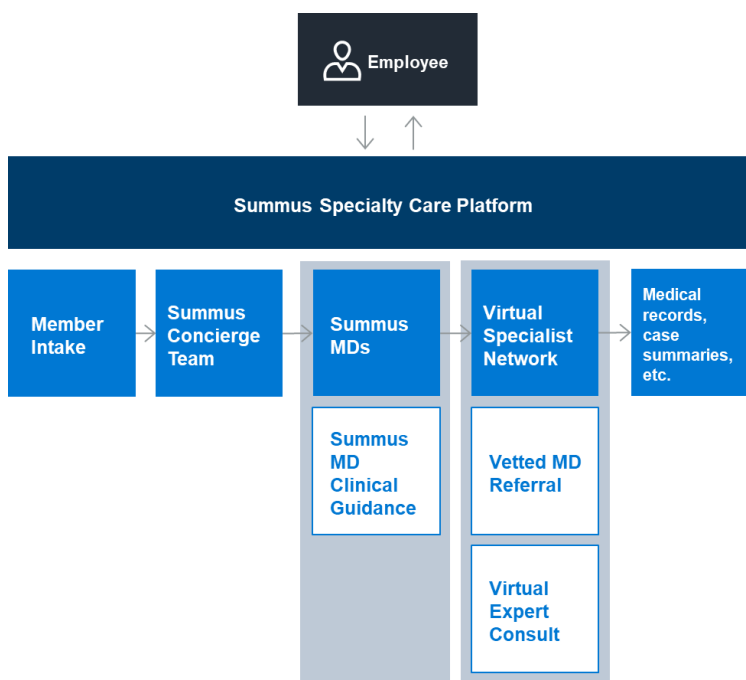 Employee
Summus Specialty Care Platform
Member
Intake
Summus
Concierge
Team
Summus
MDs
Virtual
Specialist
Network
Medical
records,
case
summaries,
etc.
Summus
MD
Clinical
Guidance
Vetted MD
Referral
Virtual
Expert
Consult